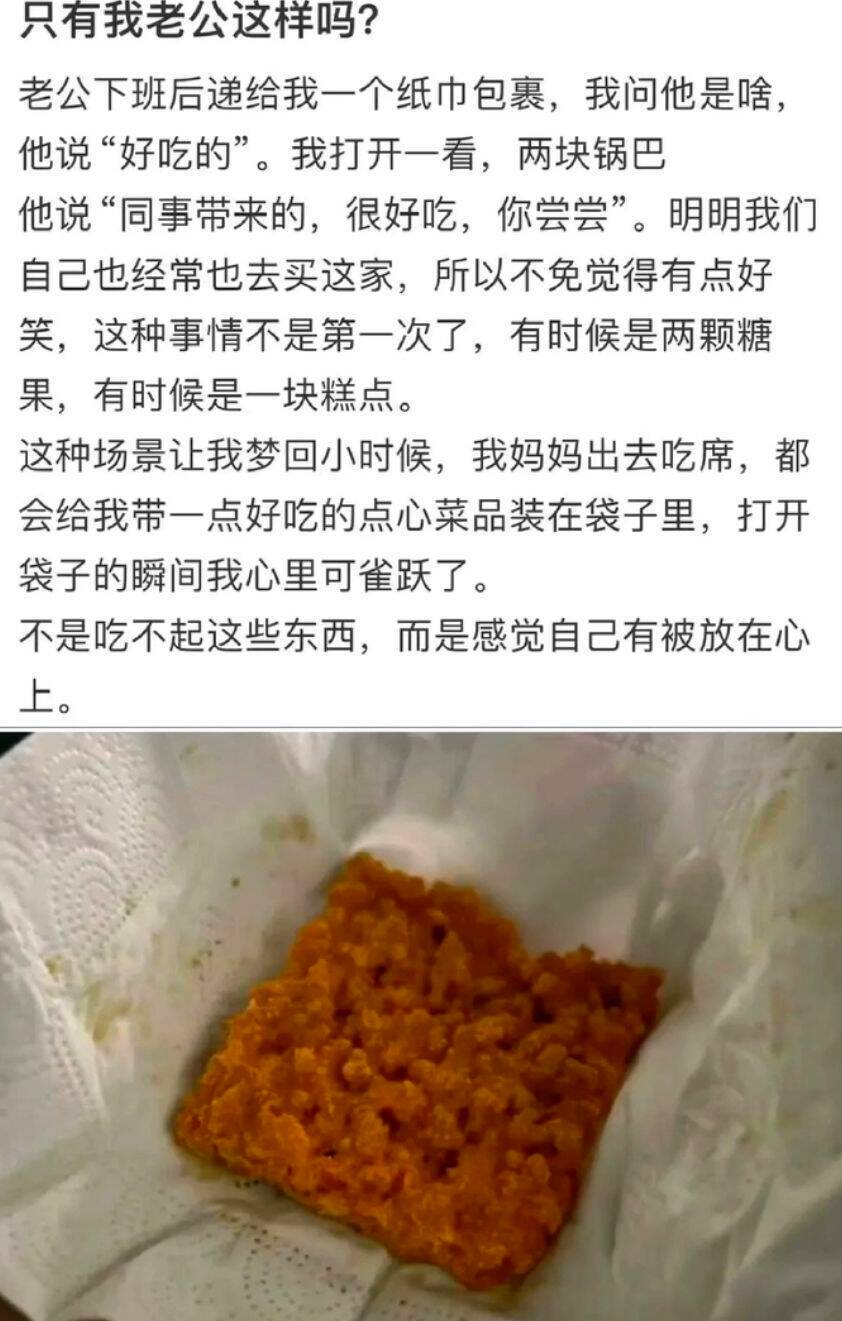 只有我老公这样吗?
老公下班后递给我一个纸巾包裹，我问他是啥，
他说“好吃的”。我打开一看，两块锅巴
他说“同事带来的，很好吃，你尝尝”。明明我们
自己也经常也去买这家，所以不免觉得有点好
笑，这种事情不是第一次了，有时候是两颗糖
果，有时候是一块糕点。
这种场景让我梦回小时候，我妈妈出去吃席，都
会给我带一点好吃的点心菜品装在袋子里，打开
袋子的瞬间我心里可雀跃了。
不是吃不起这些东西，而是感觉自己有被放在心
上。